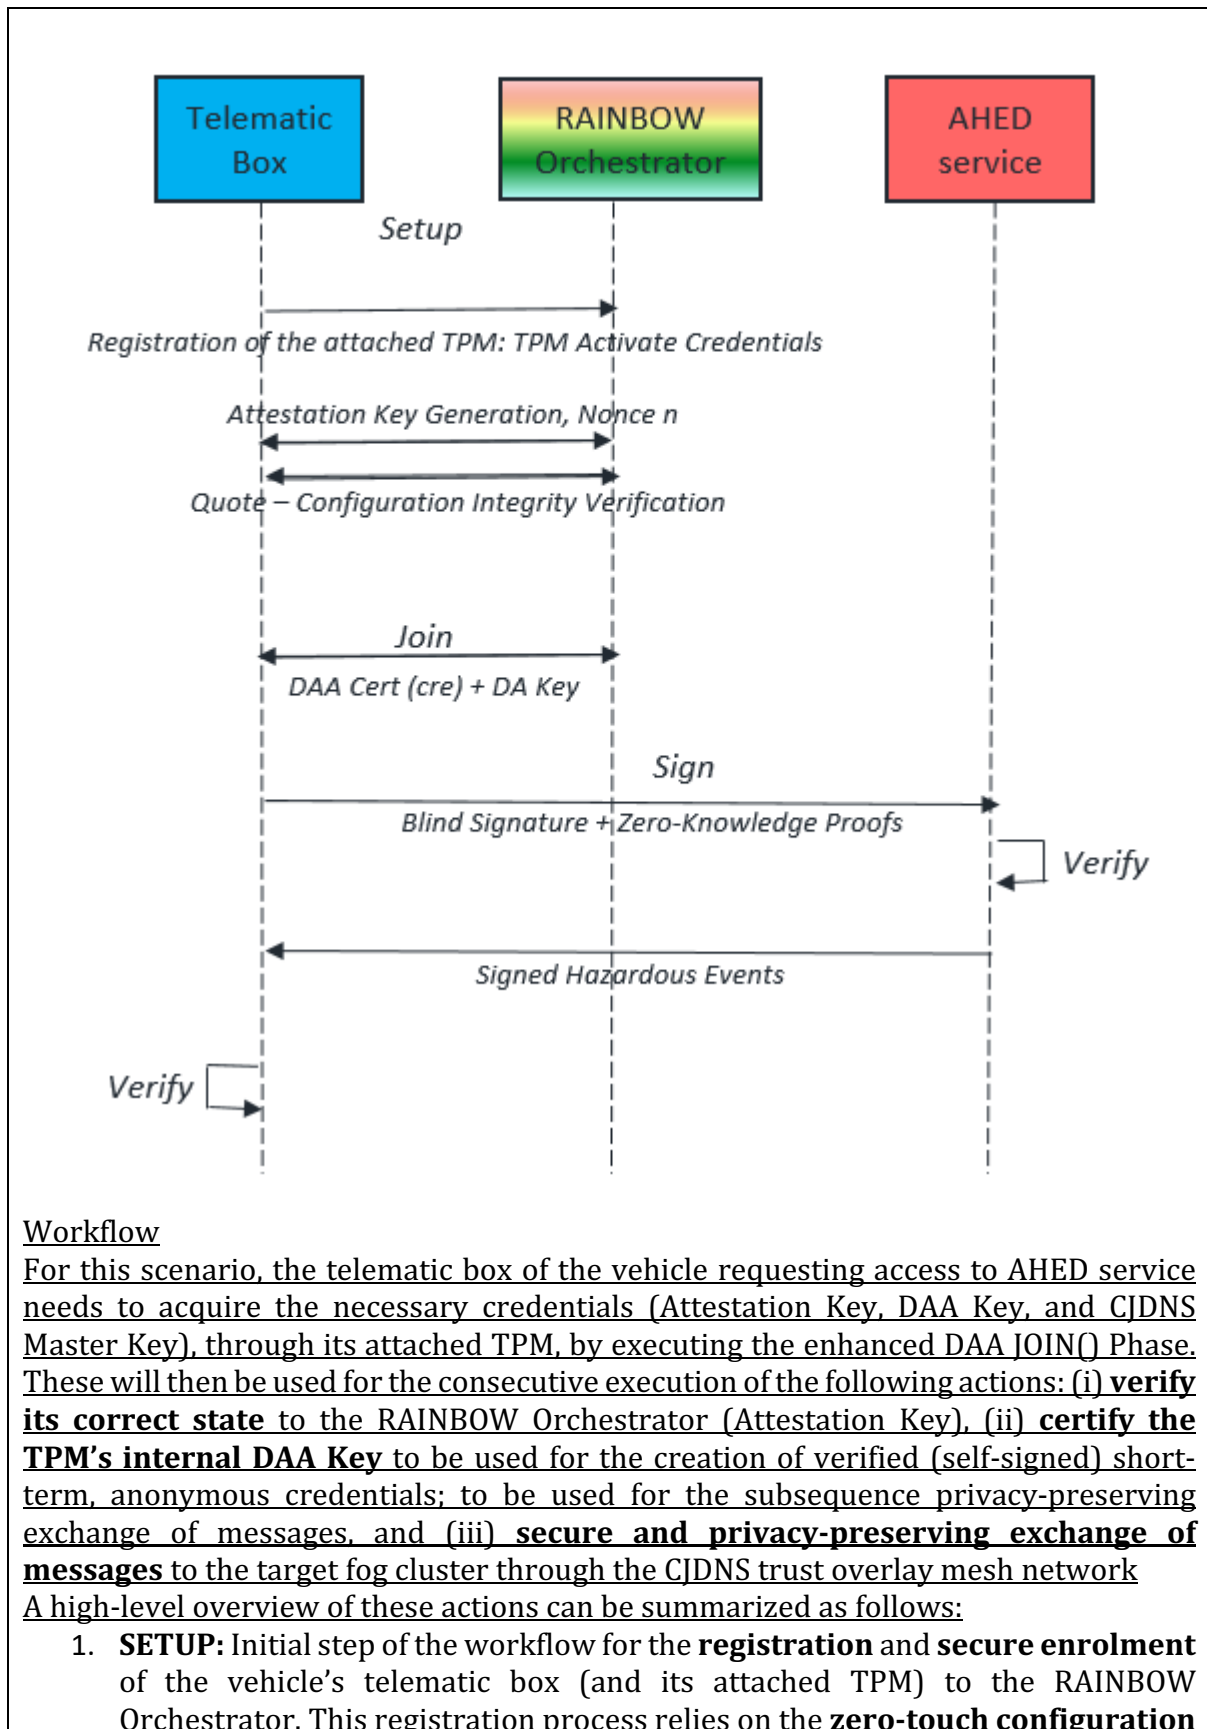 Telematic
Box
RAINBOW
Orchestrator
AHED
service
Setup
Registration of the attached TPM: TPM Activate Credentials
Attestation Key Generation, Nonce n
Quote – Configuration Integrity Verification
Join
DAA Cert (cre) + DA Key
Sign
Blind Signature + Zero-Knowledge Proofs
Verify
Signed Hazardous Events
Verify
Workflow
For this scenario, the telematic box of the vehicle requesting access to AHED service
needs to acquire the necessary credentials (Attestation Key, DAA Key, and CJDNS
Master Key), through its attached TPM, by executing the enhanced DAA JOIN() Phase.
These will then be used for the consecutive execution of the following actions: (i) verify
its correct state to the RAINBOW Orchestrator (Attestation Key), (ii) certify the
TPM’s internal DAA Key to be used for the creation of verified (self-signed) short-
term, anonymous credentials; to be used for the subsequence privacy-preserving
exchange of messages, and (iii) secure and privacy-preserving exchange of
messages to the target fog cluster through the CJDNS trust overlay mesh network
A high-level overview of these actions can be summarized as follows:
1. SETUP: Initial step of the workflow for the registration and secure enrolment
of the vehicle’s telematic box (and its attached TPM) to the RAINBOW
Orchestrator. This registration process relies on the zero-touch configuration